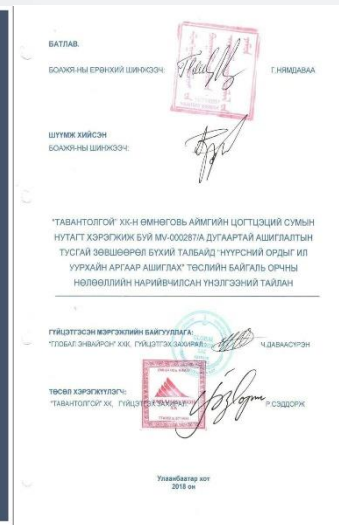 БАТЛАВ.
БОАЖЯ-НЫ ЕРӨНХИЙ ШИНЖЭЭЧ: Г.НЯМДАВАА
ШҮҮМЖ ХИЙСЭН
БОАЖЯ-НЫ ШИНЖЭЭЧ:
"ТАВАНТОЛГОЙ" ХК-Н ӨМНӨГОВЬ АЙМГИЙН ЦОГТЦЭЦИЙ СУМЫН
НУТАГТ ХЭРЭГЖИЖ БУЙ MV-000287/A ДУГААРТАЙ АШИГЛАЛТЫН
ТУСГАЙ ЗӨВШӨӨРӨЛ БҮХИЙ ТАЛБАЙД "НҮҮРСНИЙ ОРДЫГ ИЛ
УУРХАЙН АРГААР АШИГЛАХ" ТӨСЛИЙН БАЙГАЛЬ ОРЧНЫ
НӨЛӨӨЛЛИЙН НАРИЙВЧИЛСАН ҮНЭЛГЭЭНИЙ ТАЙЛАН
ГҮЙЦЭТГЭСЭН МЭРГЭЖЛИЙН БАЙГУУЛЛАГА:
"ГЛОБАЛ ЭНВАЙРОН" ХХК, ГҮЙЦЭТГЭХ ЗАХИРАЛ: Ч.ДАВААСҮРЭН
ТӨСӨЛ ХЭРЭГЖҮҮЛЭГЧ:
"ТАВАНТОЛГОЙ" ХК, ГҮЙЦЭТГЭХ ЗАХИРАЛ: Р.СЭДДОРЖ
Улаанбаатар хот
2018 он